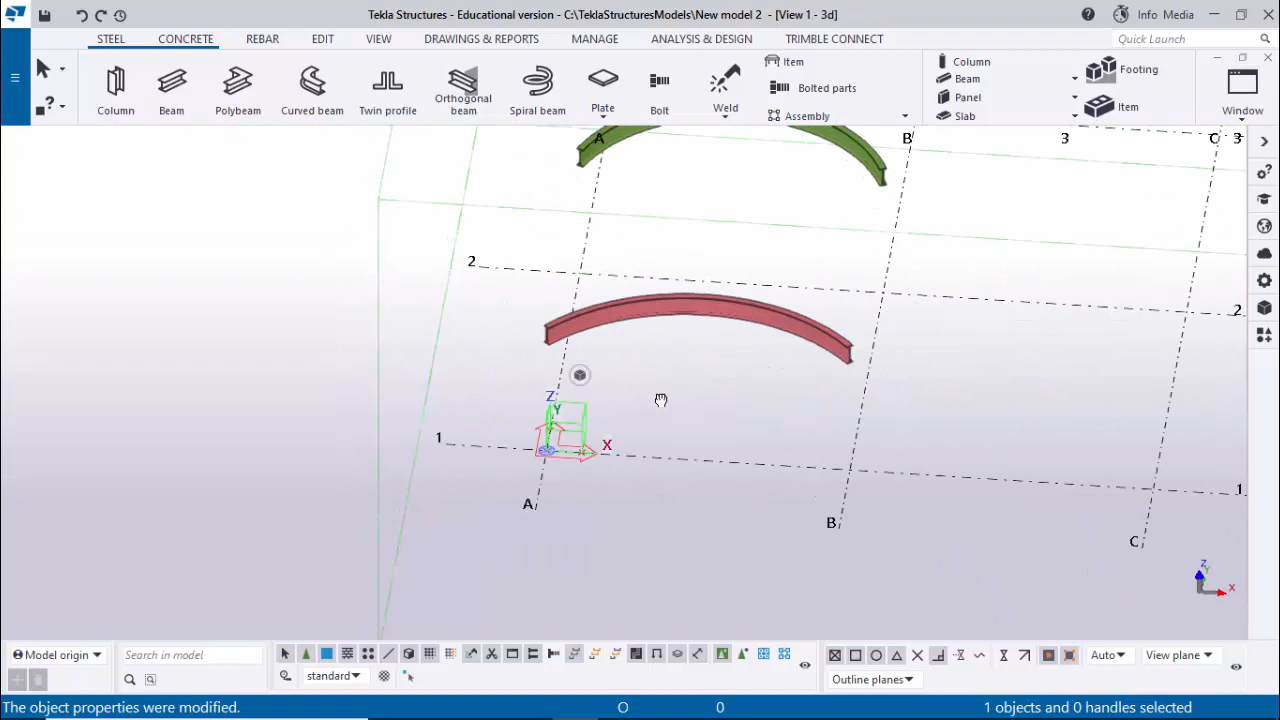 Tekla Structures - Educational version - C:\TeklaStructuresModels\New model 2 - [View 1 - 3d]
Info Media
STEEL CONCRETE REBAR EDIT VIEW DRAWINGS & REPORTS MANAGE ANALYSIS & DESIGN TRIMBLE CONNECT
Quick Launch
Column
Beam
Polybeam
Curved beam
Twin profile
Orthogonal
beam
Spiral beam
Plate
Bolt
Weld
Item
Bolted parts
Assembly
Column
Beam
Panel
Slab
Footing
Item
Window
A B 3 C 3
2 2
Z
Y
X
1 1
A B C
Z
Y
X
Model origin
Search in model
standard
Auto
View plane
Outline planes
The object properties were modified. O 0 1 objects and 0 handles selected